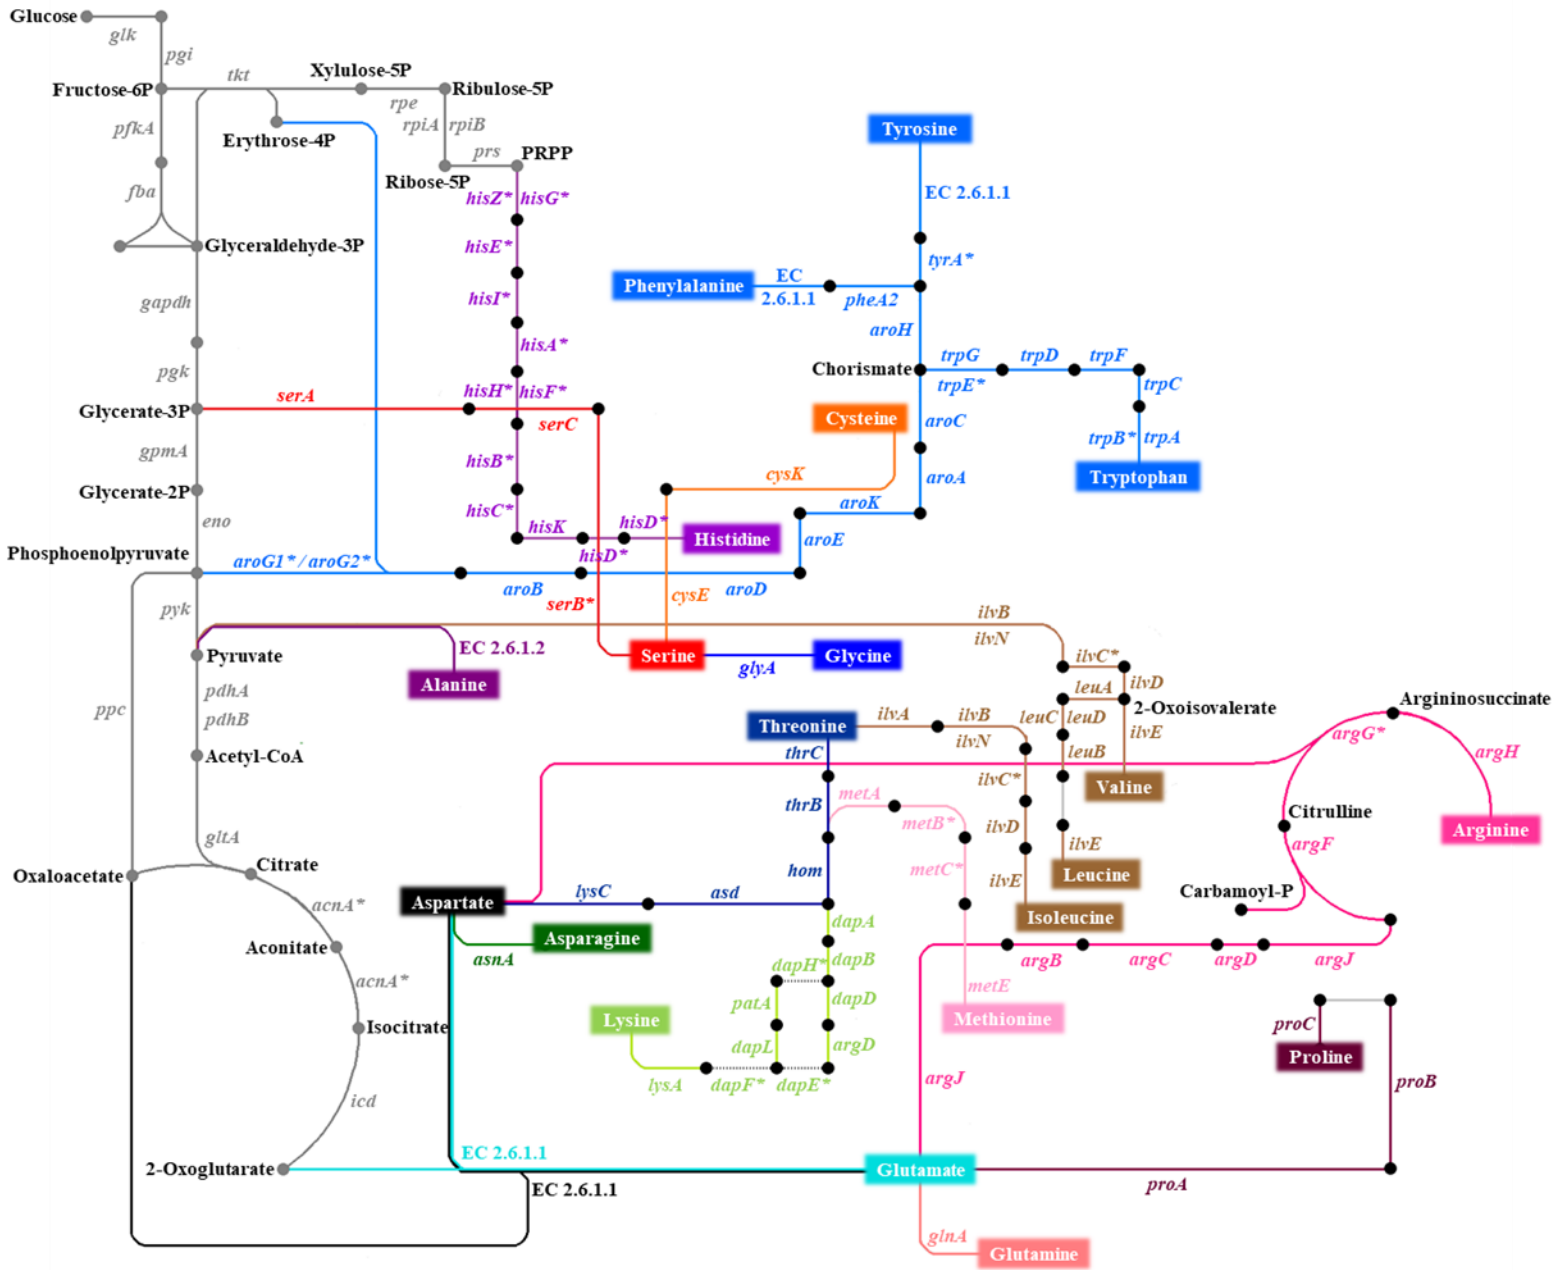 Glucose
glk
pgi
Fructose-6P
tkt
Xylulose-5P
Ribulose-5P
rpe
pfkA
Erythrose-4P
rpiA
rpiB
prs
PRPP
Ribose-5P
fba
Glyceraldehyde-3P
hisZ*
hisG*
hisE*
hisI*
hisA*
hisH*
hisF*
hisB*
hisC*
hisK
hisD*
hisD*
Histidine
gapdh
pgk
Glycerate-3P
serA
serC
gpmA
Glycerate-2P
eno
Phosphoenolpyruvate
aroG1*/aroG2*
aroB
serB*
aroD
aroE
aroK
aroA
aroC
Chorismate
aroH
Tyrosine
EC 2.6.1.1
tyrA*
Phenylalanine
EC
2.6.1.1
pheA2
trpG
trpE*
trpD
trpF
trpC
trpB*
trpA
Tryptophan
Cysteine
cysK
cysE
Serine
glyA
Glycine
pyk
Pyruvate
EC 2.6.1.2
Alanine
ppc
pdhA
pdhB
Acetyl-CoA
gltA
ilvB
ilvN
ilvC*
ilvD
leuA
2-Oxoisovalerate
leuC
leuD
ilvE
leuB
Valine
ilvE
Leucine
Threonine
ilvA
ilvB
ilvN
ilvC*
ilvD
ilvE
Isoleucine
thrC
thrB
metA
metB*
hom
metC*
metE
Methionine
Argininosuccinate
argG*
argH
Citrulline
Arginine
argF
Carbamoyl-P
argB
argC
argD
argJ
Oxaloacetate
Citrate
acnA*
Aconitate
acnA*
Isocitrate
icd
2-Oxoglutarate
Aspartate
lysC
asd
asnA
Asparagine
dapA
dapB
dapH*
dapD
patA
dapL
argD
Lysine
lysA
dapF*
dapE*
argJ
proC
Proline
proB
EC 2.6.1.1
EC 2.6.1.1
Glutamate
proA
glnA
Glutamine